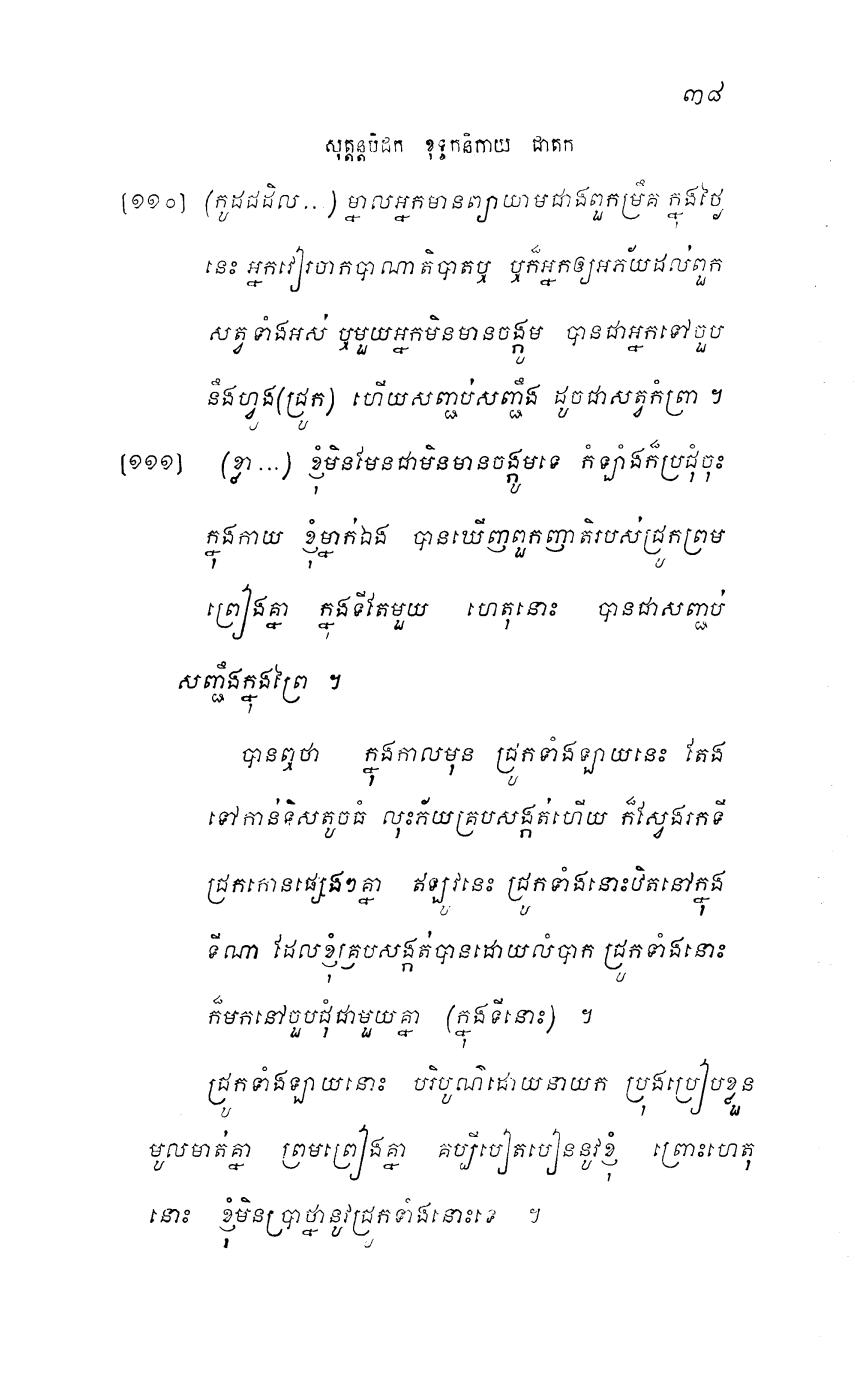 ៣៨
សុត្តន្តបិដក ខុទ្ទកនិកាយ ជាតក
[១១០] (កូដជដិល...) ម្នាលអ្នកមានព្យាយាមជាងពួកម្រឹគ ក្នុងថ្ងៃ
នេះ អ្នកវៀរចាកបាណាតិបាតឬ ឬក៏អ្នកឲ្យអភ័យដល់ពួក
សត្វទាំងអស់ ឬមួយអ្នកមិនមានចង្កូម បានជាអ្នកទៅចួប
នឹងហ្វូង(ជ្រូក) ហើយសញ្ជប់សញ្ជឹង ដូចជាសត្វកំព្រា ។
[១១១] (ខ្លា ...) ខ្ញុំមិនមែនជាមិនមានចង្កូមទេ កំឡាំងក៏ប្រជុំចុះ
ក្នុងកាយ ខ្ញុំម្នាក់ឯង បានឃើញពួកញាតិរបស់ជ្រូកព្រម
ព្រៀងគ្នា ក្នុងទីតែមួយ ហេតុនោះ បានជាសញ្ជប់
សញ្ជឹងក្នុងព្រៃ ។
បានឮថា ក្នុងកាលមុន ជ្រូកទាំងឡាយនេះ តែង
ទៅកាន់ទិសតូចធំ លុះភ័យគ្របសង្កត់ហើយ ក៏ស្វែងរកទី
ជ្រកកោនផ្សេងៗគ្នា ឥឡូវនេះ ជ្រូកទាំងនោះឋិតនៅក្នុង
ទីណា ដែលខ្ញុំគ្របសង្កត់បានដោយលំបាក ជ្រូកទាំងនោះ
ក៏មកនៅចួបជុំជាមួយគ្នា (ក្នុងទីនោះ) ។
ជ្រូកទាំងឡាយនោះ បរិបូណ៌ដោយនាយក ប្រុងប្រៀបខ្លួន
មូលមាត់គ្នា ព្រមព្រៀងគ្នា គប្បីបៀតបៀននូវខ្ញុំ ព្រោះហេតុ
នោះ ខ្ញុំមិនប្រាថ្នានូវជ្រូកទាំងនោះទេ ។